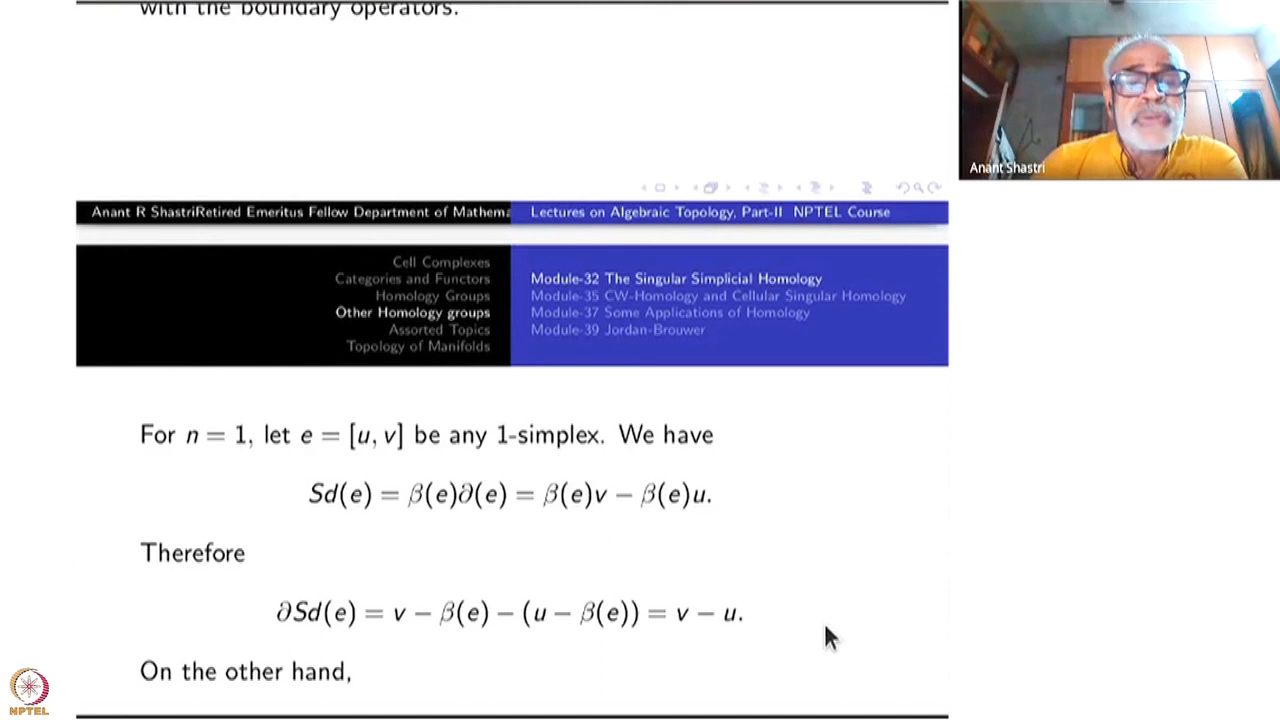 with the boundary operators.
Anant Shastri
Anant R ShastriRetired Emeritus Fellow Department of Mathema
Lectures on Algebraic Topology, Part-II NPTEL Course
Cell Complexes
Categories and Functors
Homology Groups
Other Homology groups
Assorted Topics
Topology of Manifolds
Module-32 The Singular Simplicial Homology
Module-35 CW-Homology and Cellular Singular Homology
Module-37 Some Applications of Homology
Module-39 Jordan-Brouwer
For n = 1, let e = [u, v] be any 1-simplex. We have
Sd(e) = β(e)∂(e) = β(e)v − β(e)u.
Therefore
∂Sd(e) = v − β(e) − (u − β(e)) = v − u.
On the other hand,
NPTEL